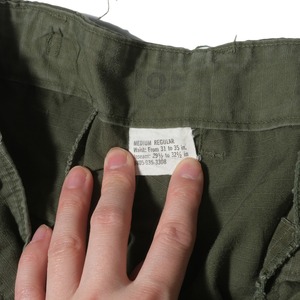 MEDIUM REGULAR
Waist: From 31 to 35 in.
29½ to 32½ in